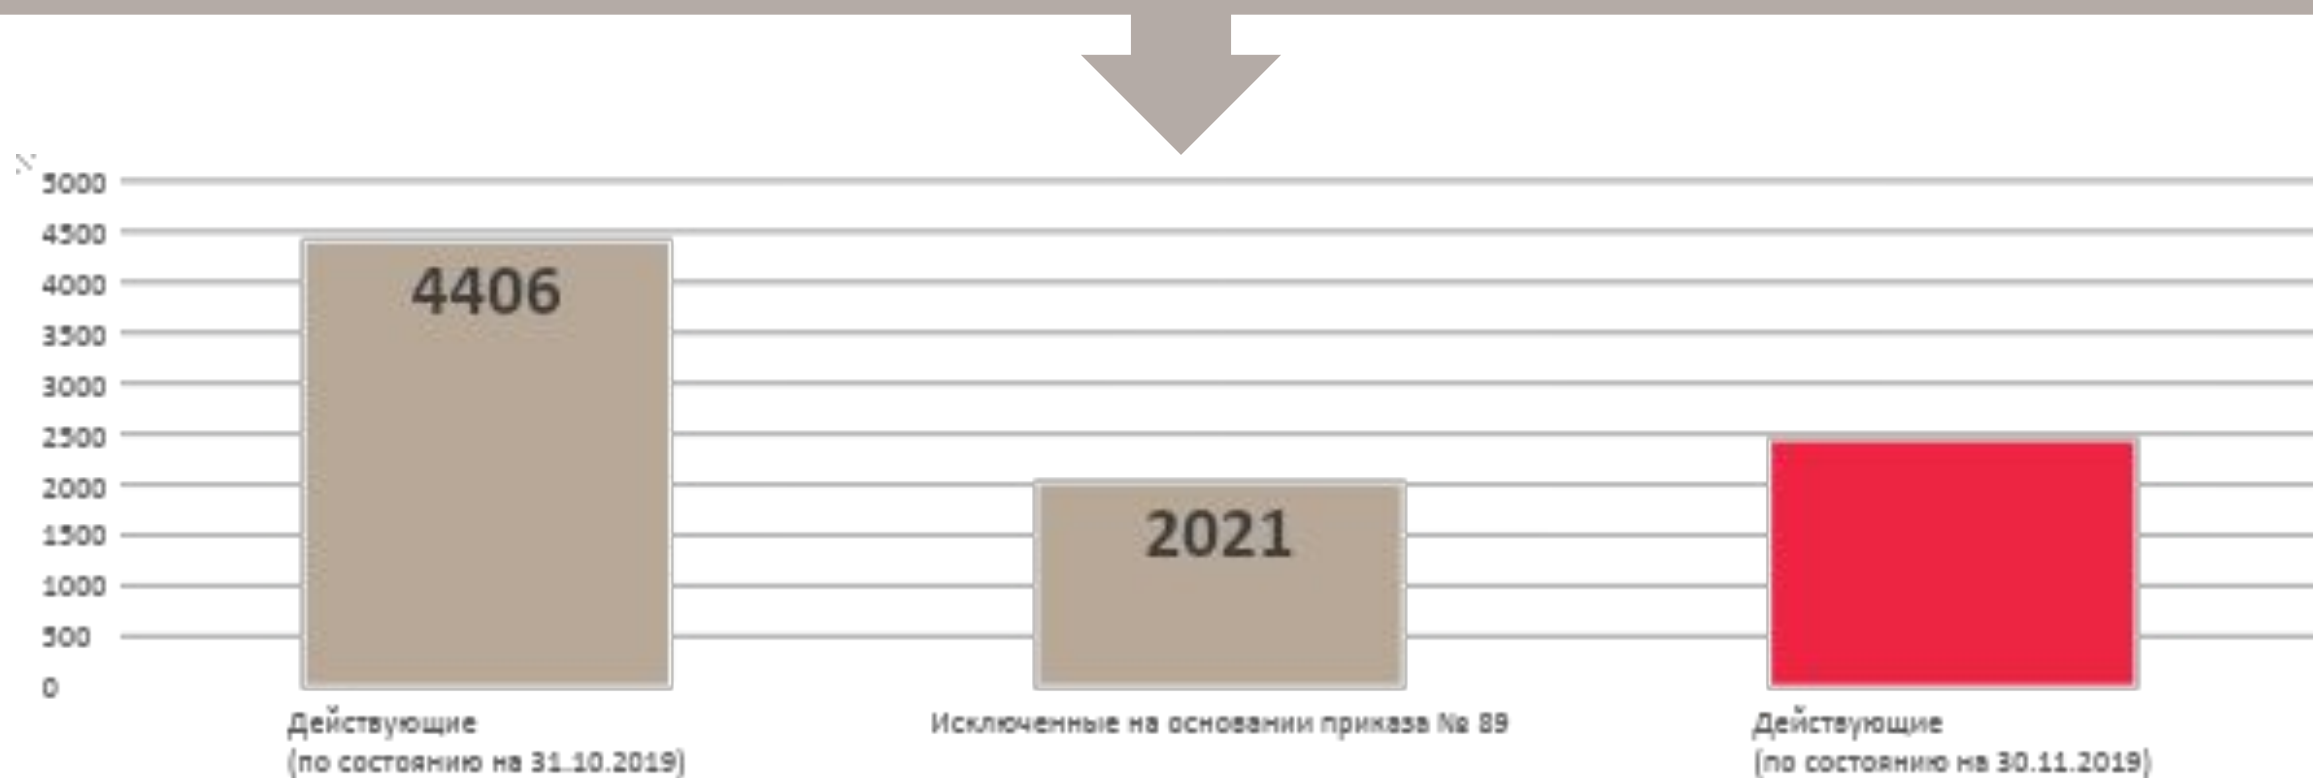 5000
4500
4000
3500
3000
2500
2000
1500
1000
500
0
4406
2021
Действующие
(по состоянию на 31.10.2019)
Исключенные на основании приказа № 89
Действующие
(по состоянию на 30.11.2019)